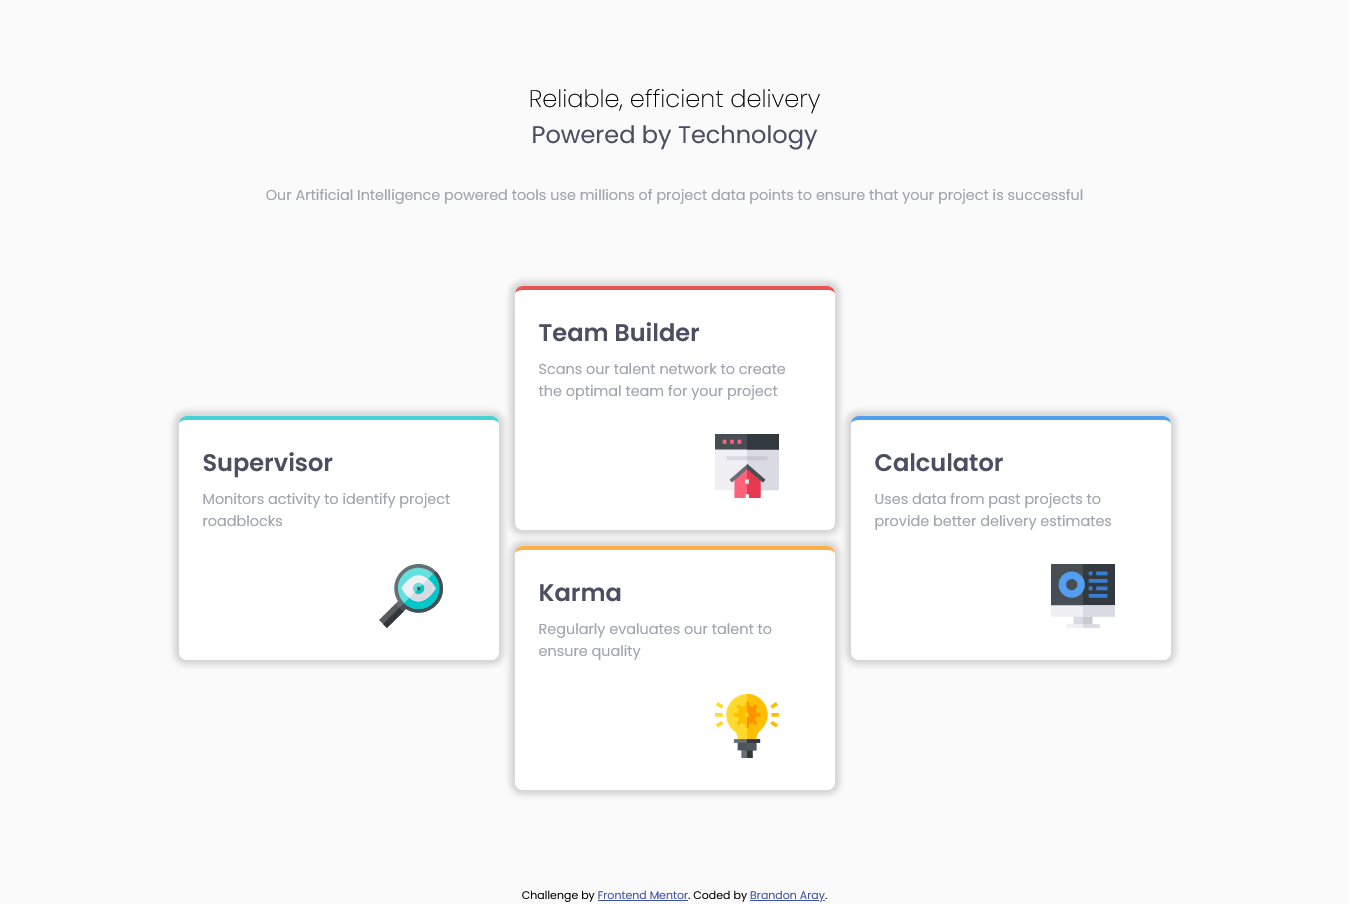 Reliable, efficient delivery
Powered by Technology
Our Artificial Intelligence powered tools use millions of project data points to ensure that your project is successful
Team Builder
Scans our talent network to create
the optimal team for your project
Supervisor
Monitors activity to identify project
roadblocks
Calculator
Uses data from past projects to
provide better delivery estimates
Karma
Regularly evaluates our talent to
ensure quality
Challenge by Frontend Mentor. Coded by Brandon Aray.